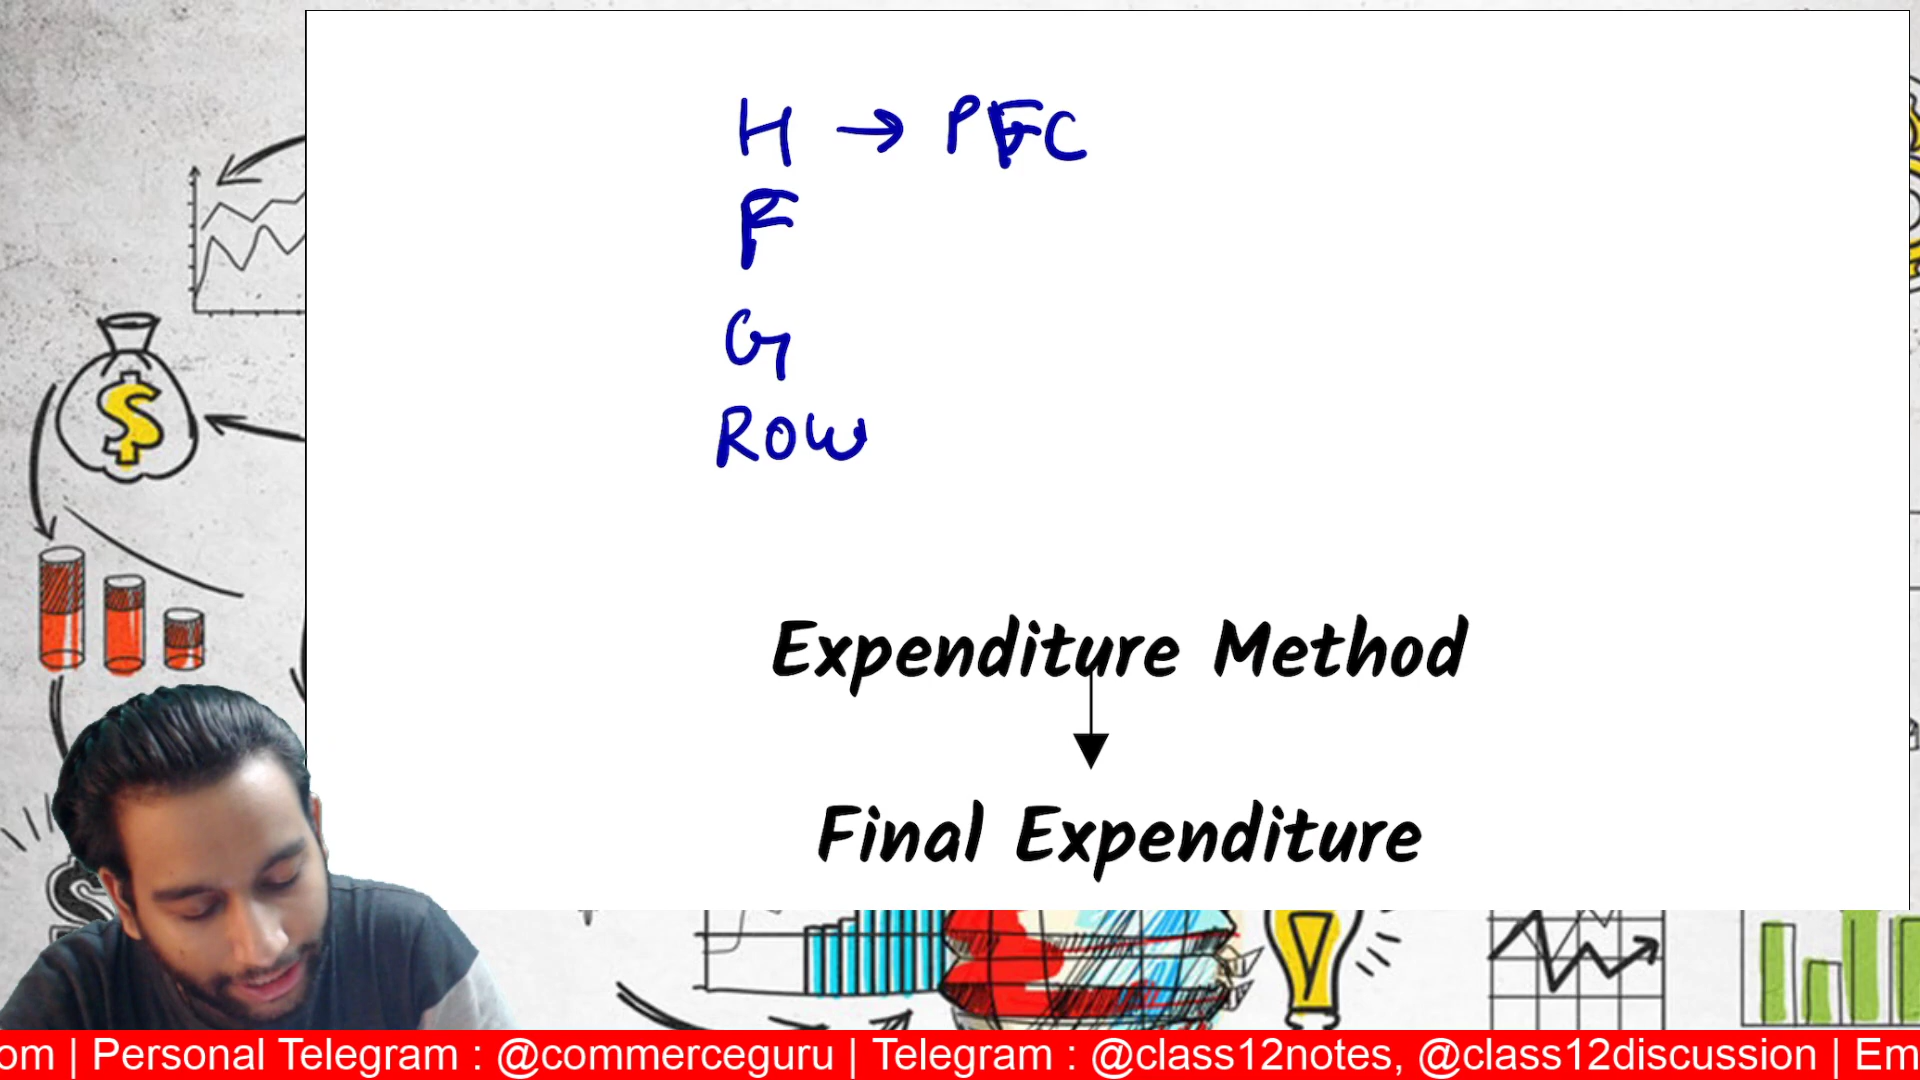 H → PFC
F
G
ROW
Expenditure Method
Final Expenditure
om | Personal Telegram : @commerceguru | Telegram : @class12notes, @class12discussion | Em